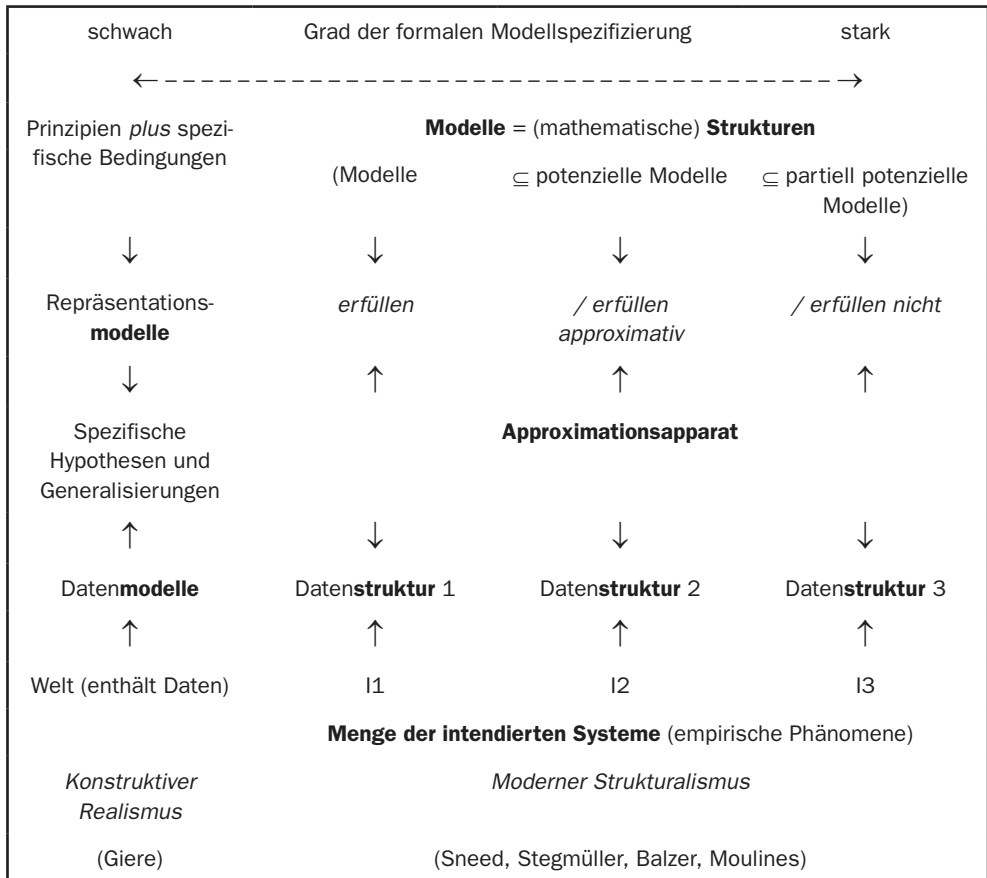 schwach Grad der formalen Modellspezifizierung stark
Prinzipien plus spezi-
fische Bedingungen
Modelle = (mathematische) Strukturen
(Modelle ⊆ potenzielle Modelle ⊆ partiell potenzielle
Modelle)
Repräsentations-
modelle
erfüllen / erfüllen
approximativ
/ erfüllen nicht
Spezifische
Hypothesen und
Generalisierungen
Approximationsapparat
Datenmodelle Datenstruktur 1 Datenstruktur 2 Datenstruktur 3
Welt (enthält Daten) I1 I2 I3
Menge der intendierten Systeme (empirische Phänomene)
Konstruktiver
Realismus
Moderner Strukturalismus
(Giere) (Sneed, Stegmüller, Balzer, Moulines)